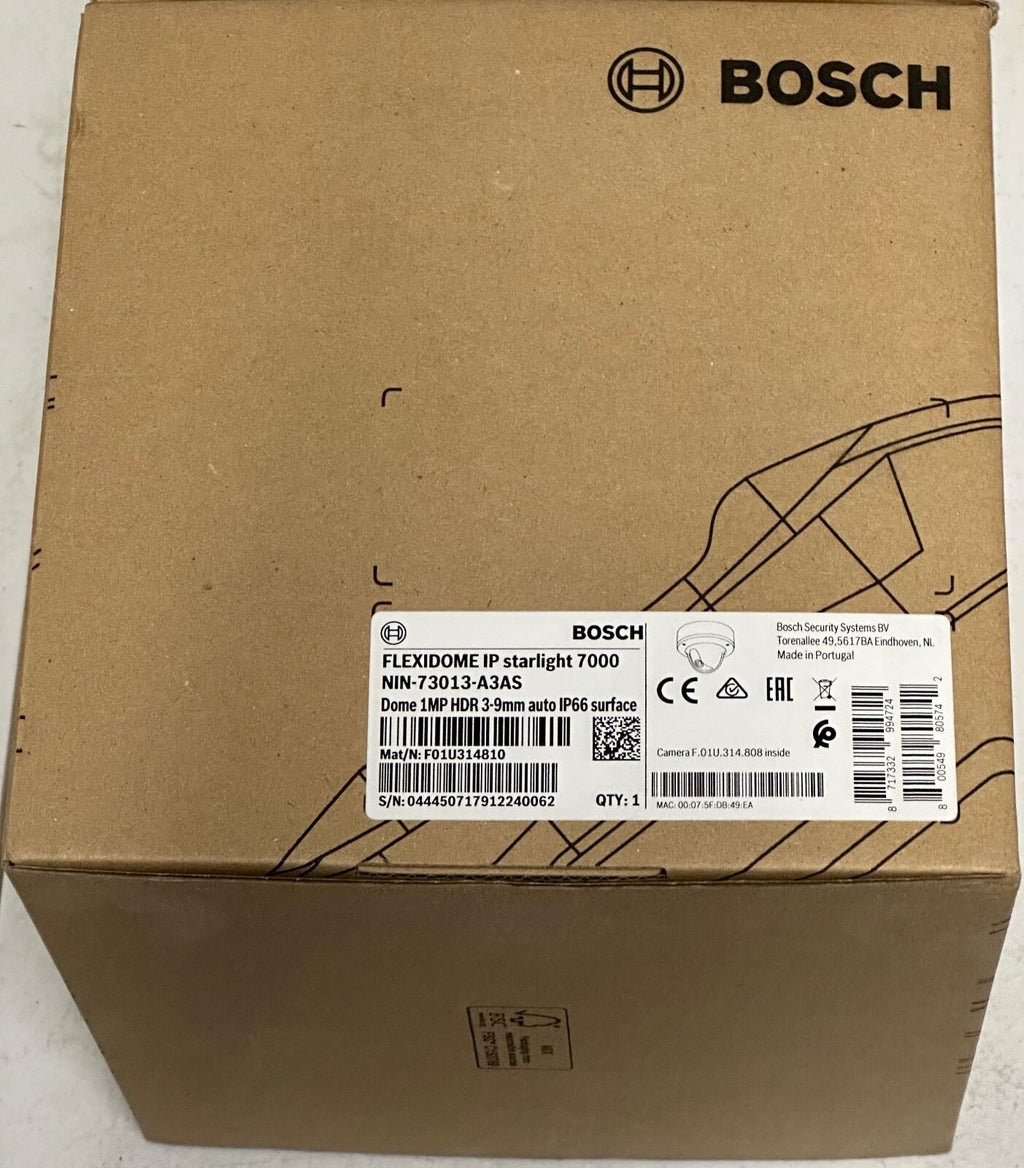 BOSCH
BOSCH
FLEXIDOME IP starlight 7000
NIN-73013-A3AS
Dome 1MP HDR 3-9mm auto IP66 surface
Mat/N: F01U314810
S/N: 044450717912240062
QTY: 1
Bosch Security Systems BV
Torenallee 49,5617BA Eindhoven, NL
Made in Portugal
CE
EAC
Camera F.01U.314.808 inside
MAC: 00:07:5F:DB:49:EA
8 717332 994724
8 00549 80574 2